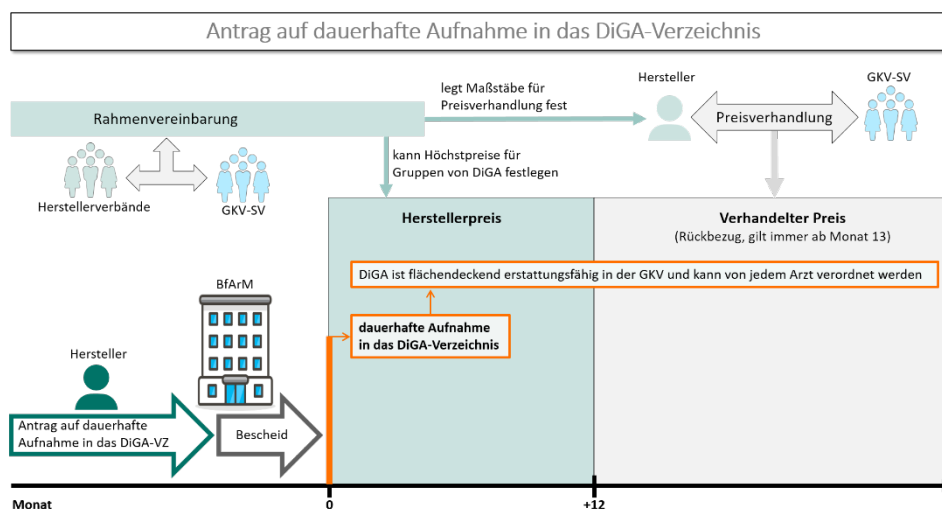 Antrag auf dauerhafte Aufnahme in das DiGA-Verzeichnis
legt Maßstäbe für
Preisverhandlung fest
Hersteller
GKV-SV
Rahmenvereinbarung
Preisverhandlung
kann Höchstpreise für
Gruppen von DiGA festlegen
Herstellerverbände
GKV-SV
Herstellerpreis
Verhandelter Preis
(Rückbezug, gilt immer ab Monat 13)
DiGA ist flächendeckend erstattungsfähig in der GKV und kann von jedem Arzt verordnet werden
BfArM
dauerhafte Aufnahme
in das DiGA-Verzeichnis
Hersteller
Antrag auf dauerhafte
Aufnahme in das DiGA-VZ
Bescheid
Monat
0
+12